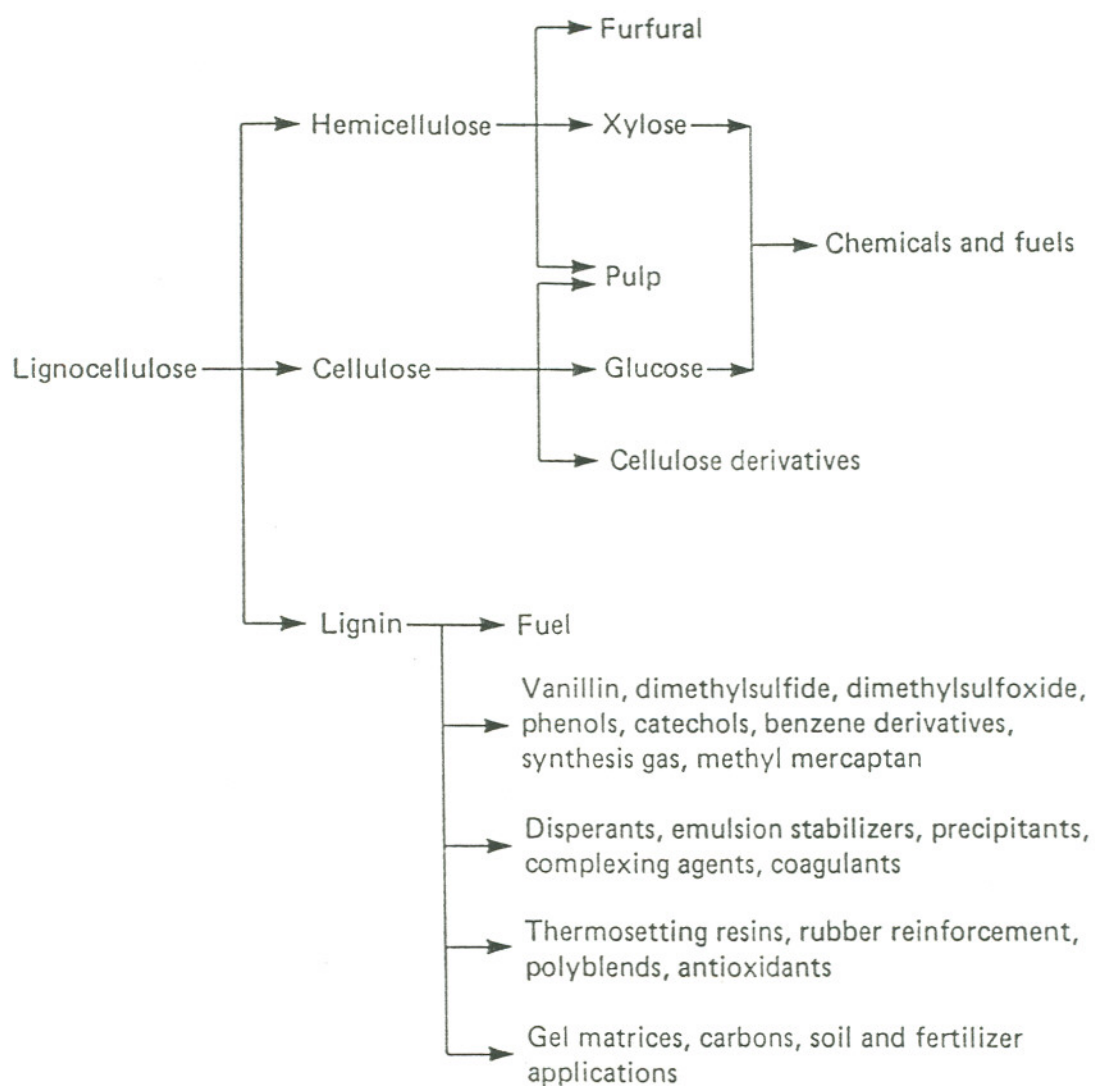 Furfural
Hemicellulose
Xylose
Chemicals and fuels
Pulp
Lignocellulose
Cellulose
Glucose
Cellulose derivatives
Lignin
Fuel
Vanillin, dimethylsulfide, dimethylsulfoxide,
phenols, catechols, benzene derivatives,
synthesis gas, methyl mercaptan
Disperants, emulsion stabilizers, precipitants,
complexing agents, coagulants
Thermosetting resins, rubber reinforcement,
polyblends, antioxidants
Gel matrices, carbons, soil and fertilizer
applications